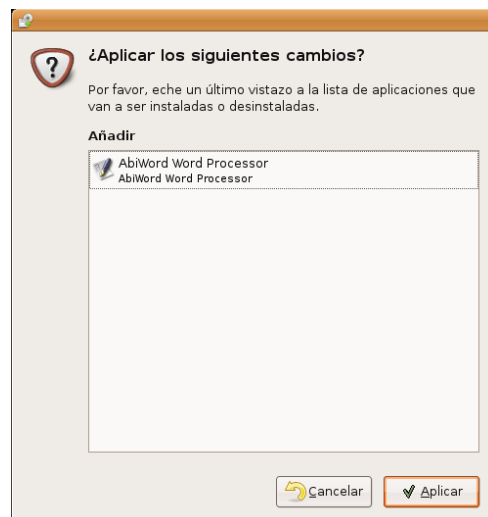 ¿Aplicar los siguientes cambios?
Por favor, eche un último vistazo a la lista de aplicaciones que
van a ser instaladas o desinstaladas.
Añadir
AbiWord Word Processor
AbiWord Word Processor
Cancelar
Aplicar